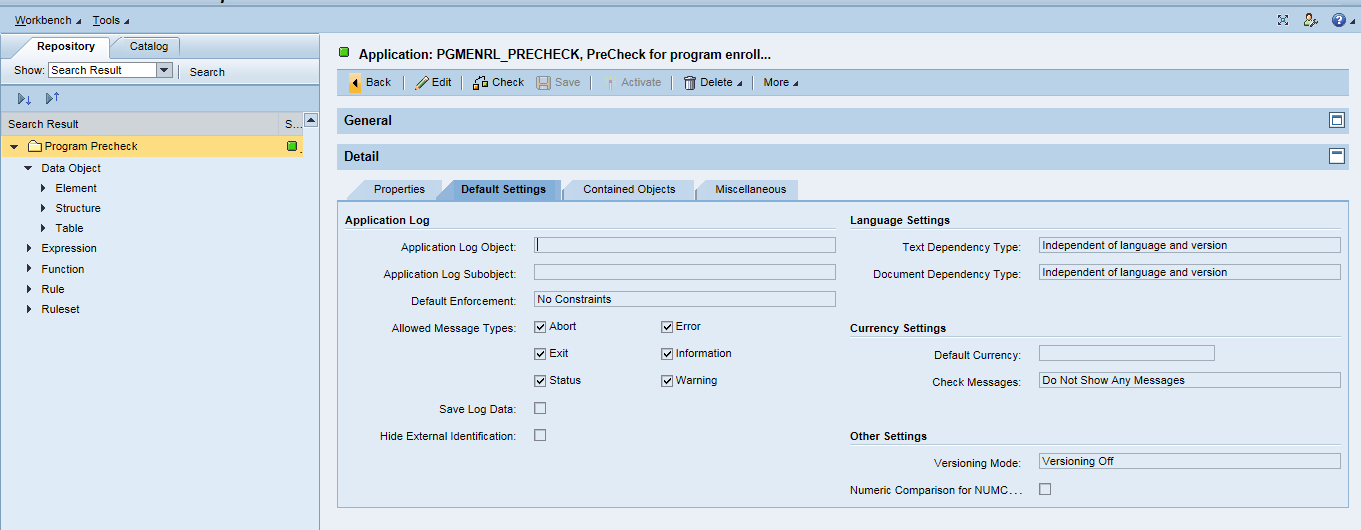 Workbench Tools
Repository Catalog
Show: Search Result Search
Search Result S...
Program Precheck
Data Object
Element
Structure
Table
Expression
Function
Rule
Ruleset
Application: PGMENRL_PRECHECK, PreCheck for program enroll...
Back Edit Check Save Activate Delete More
General
Detail
Properties Default Settings Contained Objects Miscellaneous
Application Log
Application Log Object:
Application Log Subobject:
Default Enforcement: No Constraints
Allowed Message Types: Abort Error
Exit Information
Status Warning
Save Log Data:
Hide External Identification:
Language Settings
Text Dependency Type: Independent of language and version
Document Dependency Type: Independent of language and version
Currency Settings
Default Currency:
Check Messages: Do Not Show Any Messages
Other Settings
Versioning Mode: Versioning Off
Numeric Comparison for NUMC...